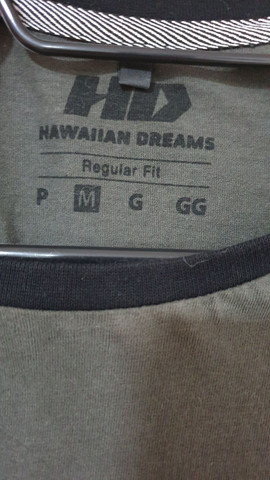 HD
HAWAIIAN DREAMS
Regular Fit
P M G GG